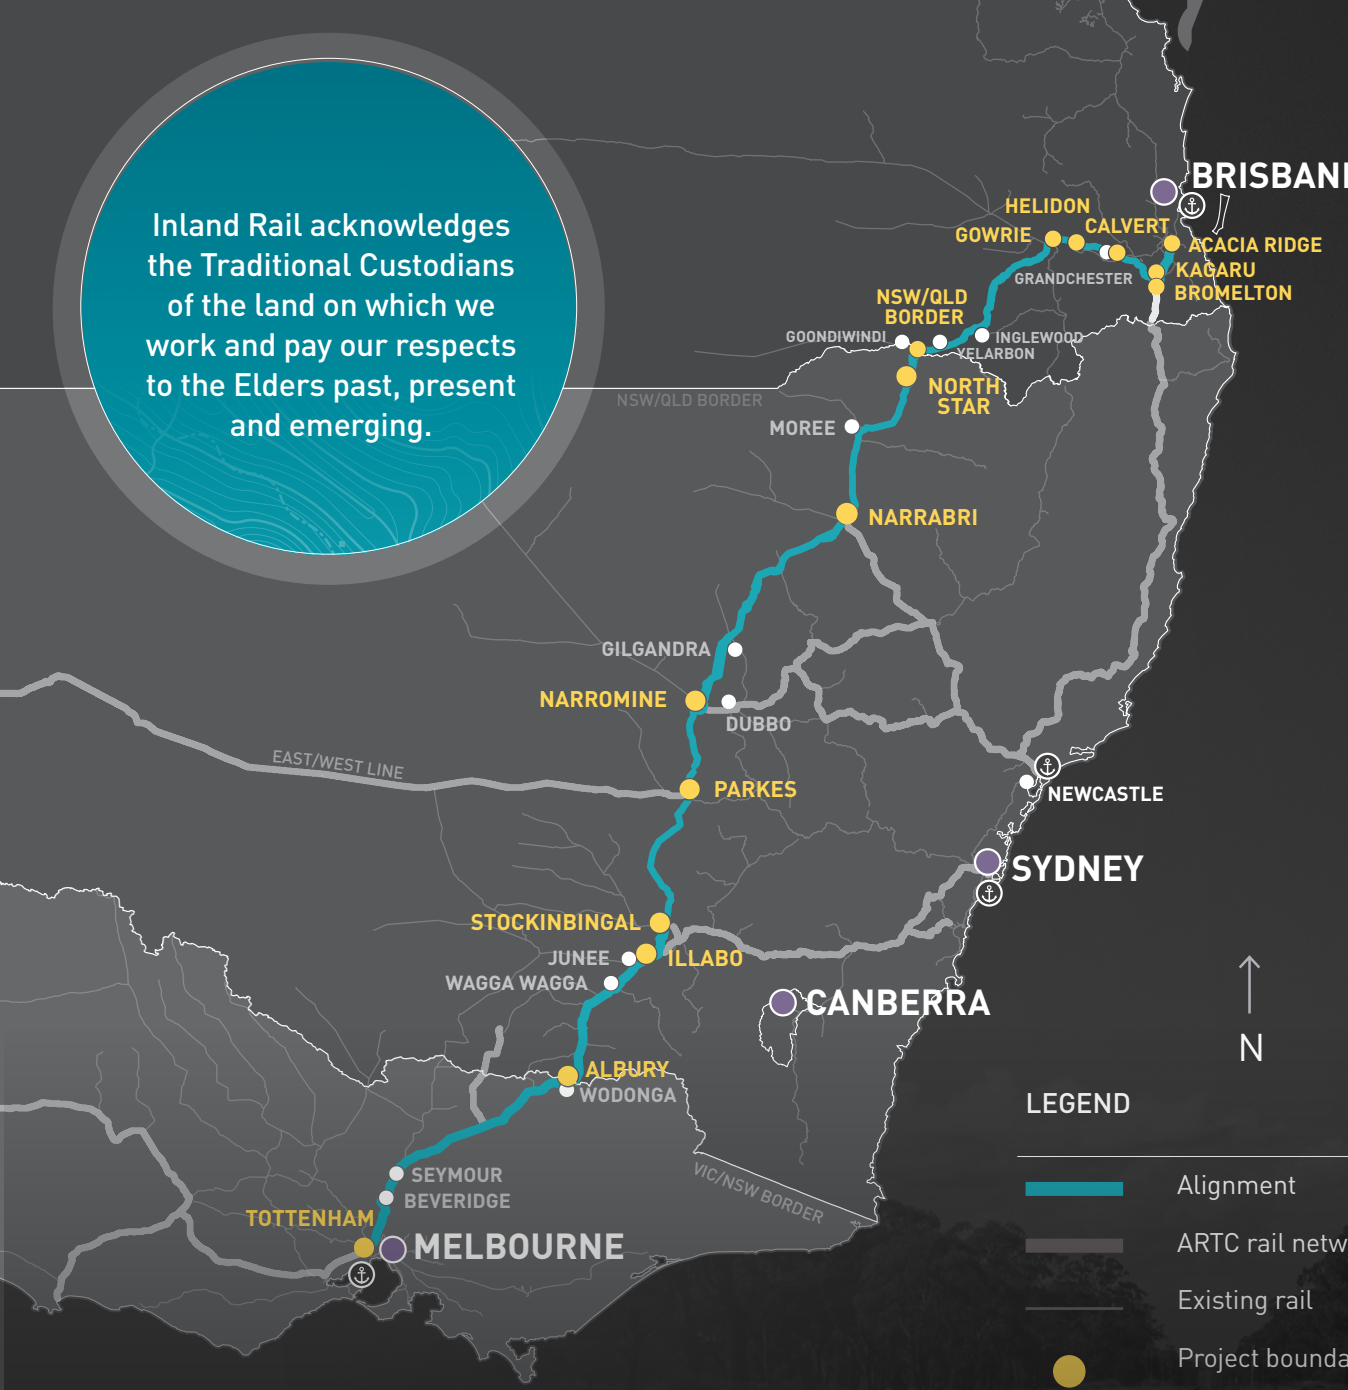 Inland Rail acknowledges
the Traditional Custodians
of the land on which we
work and pay our respects
to the Elders past, present
and emerging.
BRISBAN
HELIDON
GOWRIE
CALVERT
ACACIA RIDGE
KAGARU
GRANDCHESTER
BROMELTON
NSW/QLD
BORDER
GOONDIWINDI
INGLEWOOD
YELARBON
NORTH
STAR
NSW/QLD BORDER
MOREE
NARRABRI
GILGANDRA
NARROMINE
DUBBO
EAST/WEST LINE
PARKES
NEWCASTLE
SYDNEY
STOCKINBINGAL
JUNEE
ILLABO
WAGGA WAGGA
CANBERRA
N
ALBURY
WODONGA
LEGEND
SEYMOUR
BEVERIDGE
VIC/NSW BORDER
TOTTENHAM
MELBOURNE
Alignment
ARTC rail netw
Existing rail
Project bounda